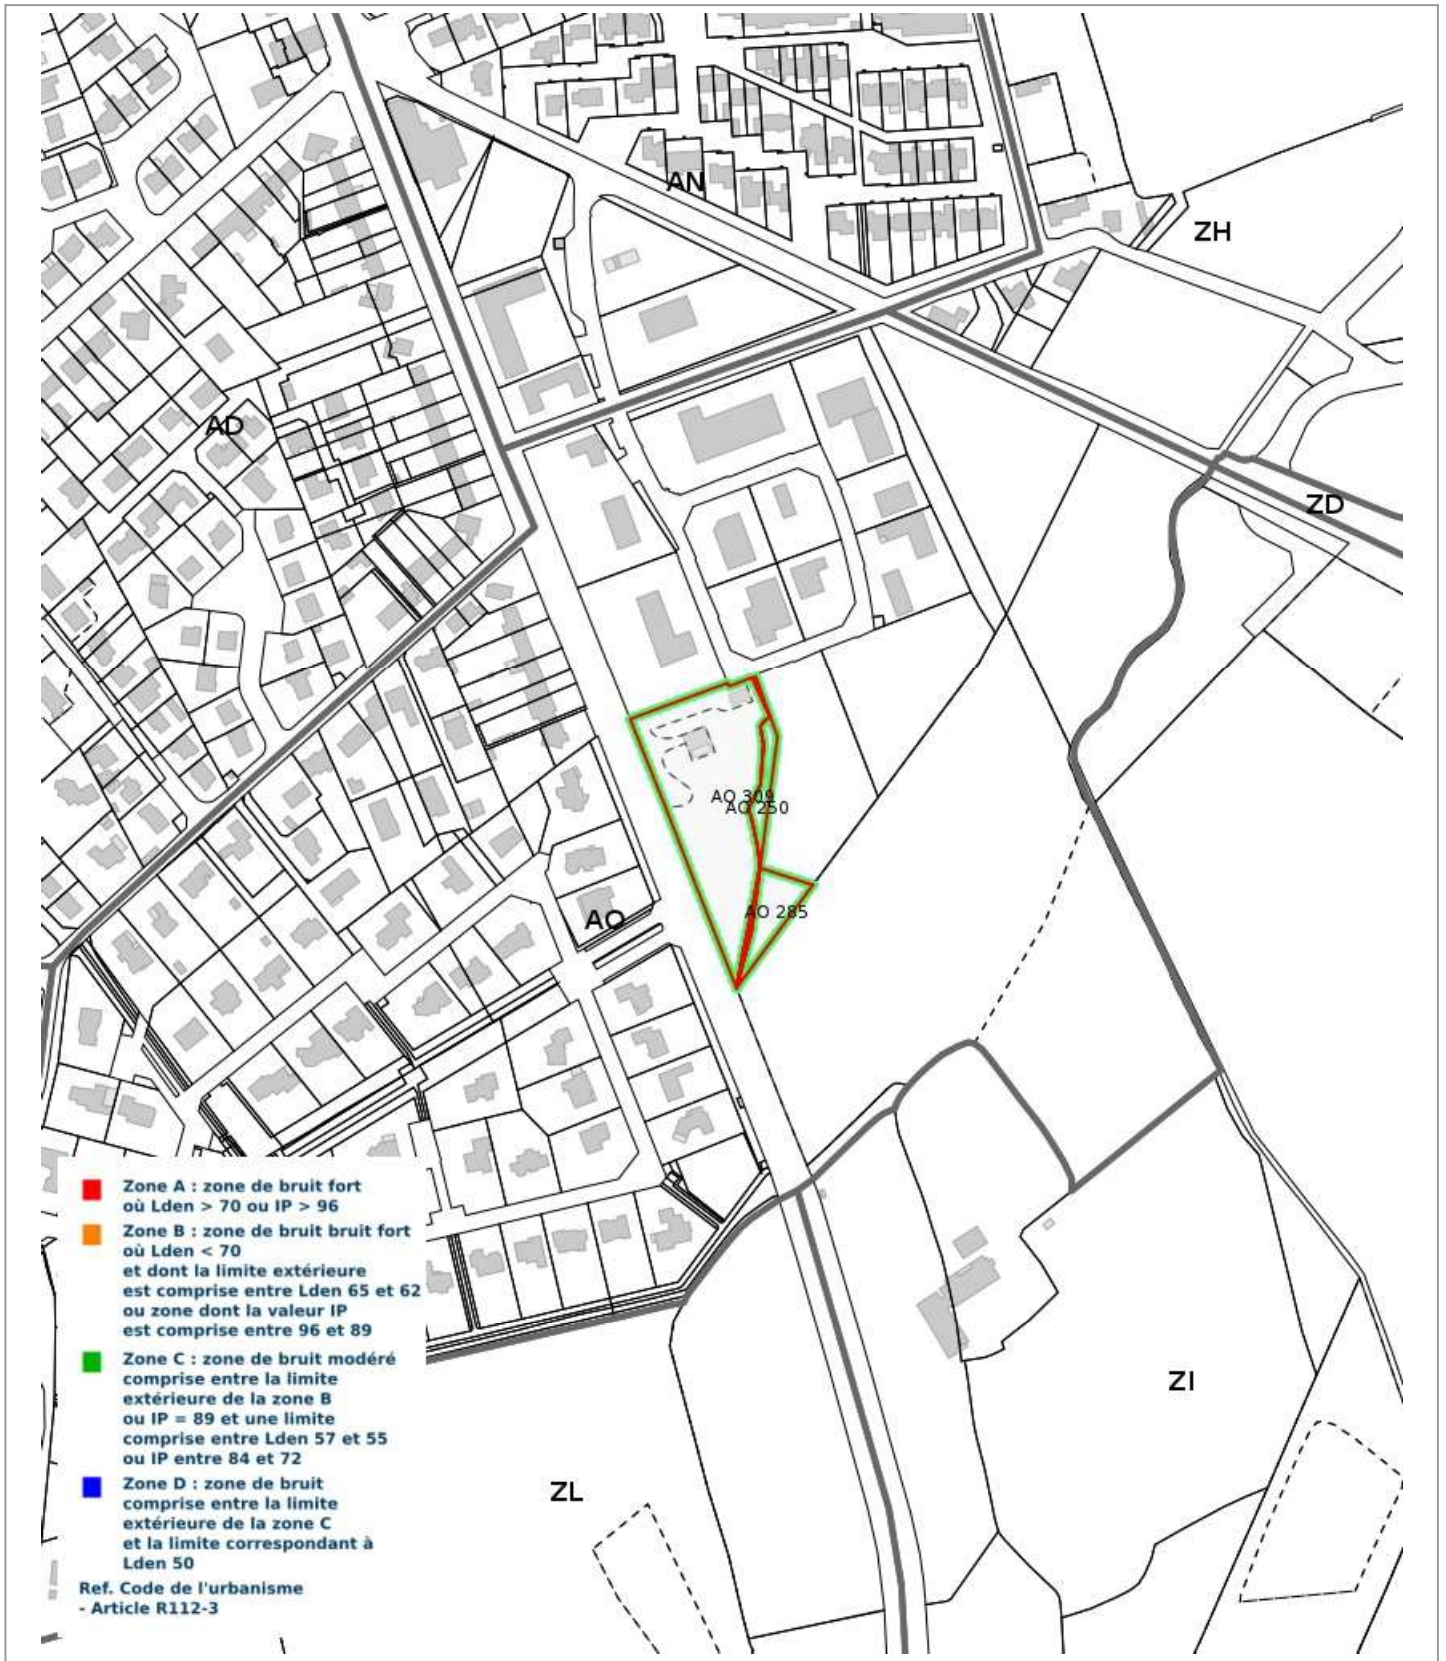 AN
ZH
AD
ZD
AO 309
AO 250
AO 285
AO
ZI
ZL
Zone A : zone de bruit fort
où Lden > 70 ou IP > 96
Zone B : zone de bruit bruit fort
où Lden < 70
et dont la limite extérieure
est comprise entre Lden 65 et 62
ou zone dont la valeur IP
est comprise entre 96 et 89
Zone C : zone de bruit modéré
comprise entre la limite
extérieure de la zone B
ou IP = 89 et une limite
comprise entre Lden 57 et 55
ou IP entre 84 et 72
Zone D : zone de bruit
comprise entre la limite
extérieure de la zone C
et la limite correspondant à
Lden 50
Ref. Code de l'urbanisme
- Article R112-3